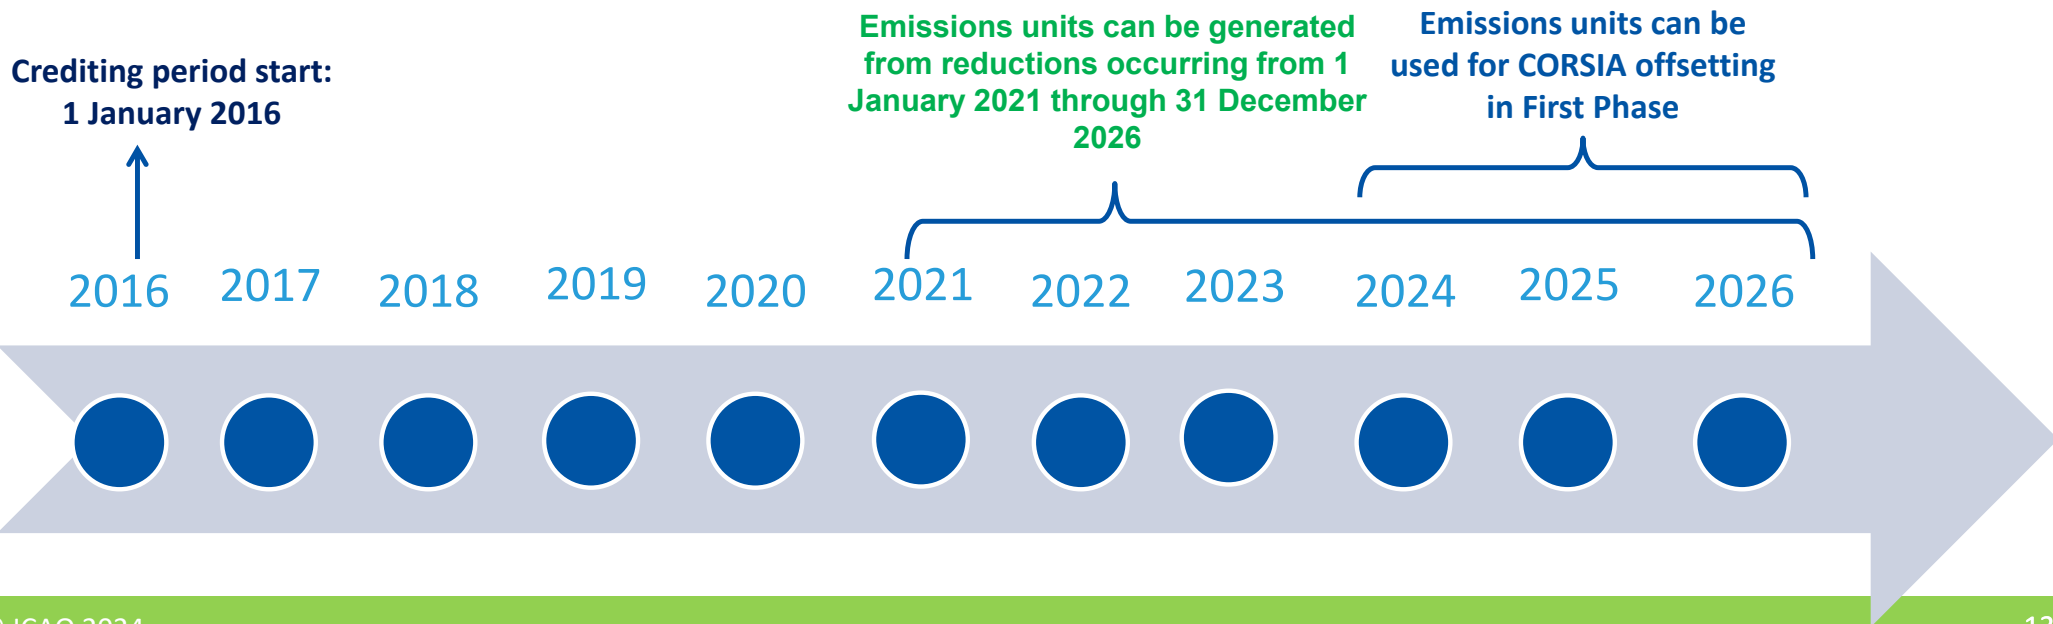 Crediting period start:
1 January 2016
Emissions units can be generated
from reductions occurring from 1
January 2021 through 31 December
2026
Emissions units can be
used for CORSIA offsetting
in First Phase
2016 2017 2018 2019 2020 2021 2022 2023 2024 2025 2026
ICAO 2024